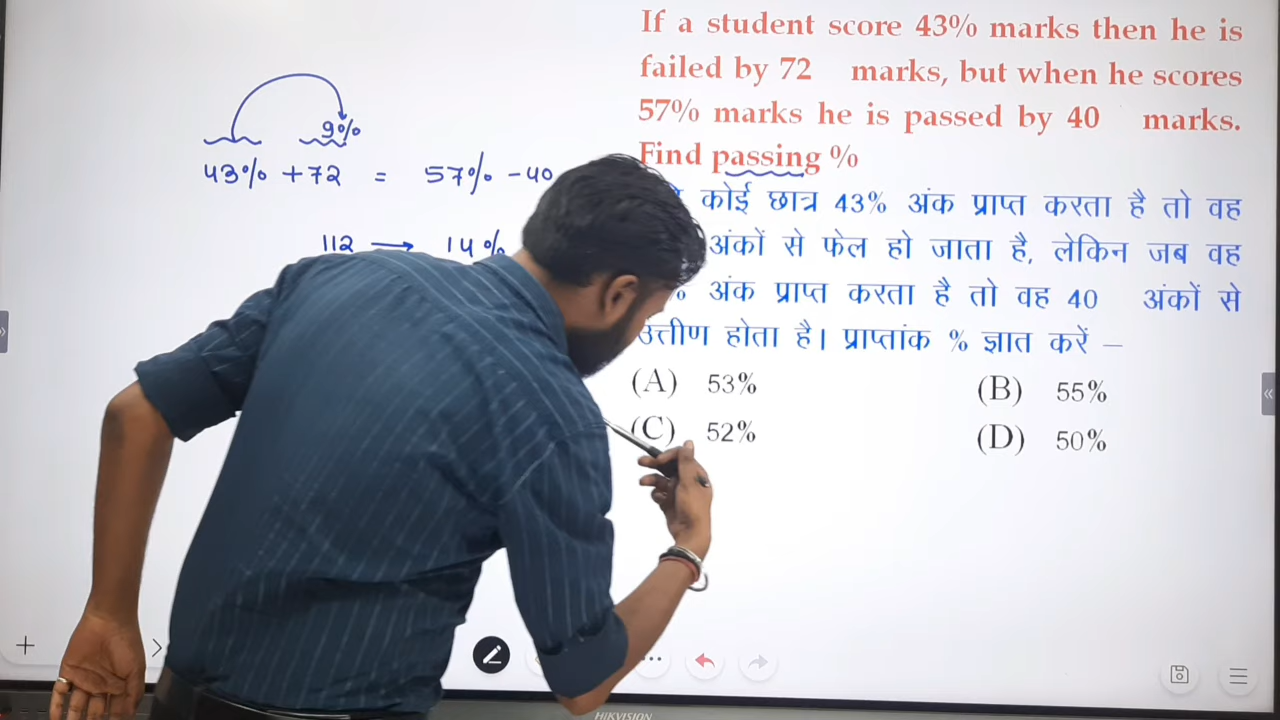 If a student score 43% marks then he is
failed by 72 marks, but when he scores
57% marks he is passed by 40 marks.
Find passing %
9%
43% +72 = 57% -40
112 → 14%
कोई छात्र 43% अंक प्राप्त करता है तो वह
अंकों से फेल हो जाता है, लेकिन जब वह
% अंक प्राप्त करता है तो वह 40 अंकों से
उत्तीण होता है। प्राप्तांक % ज्ञात करें –
(A) 53% (B) 55%
(C) 52% (D) 50%
HIKVISION